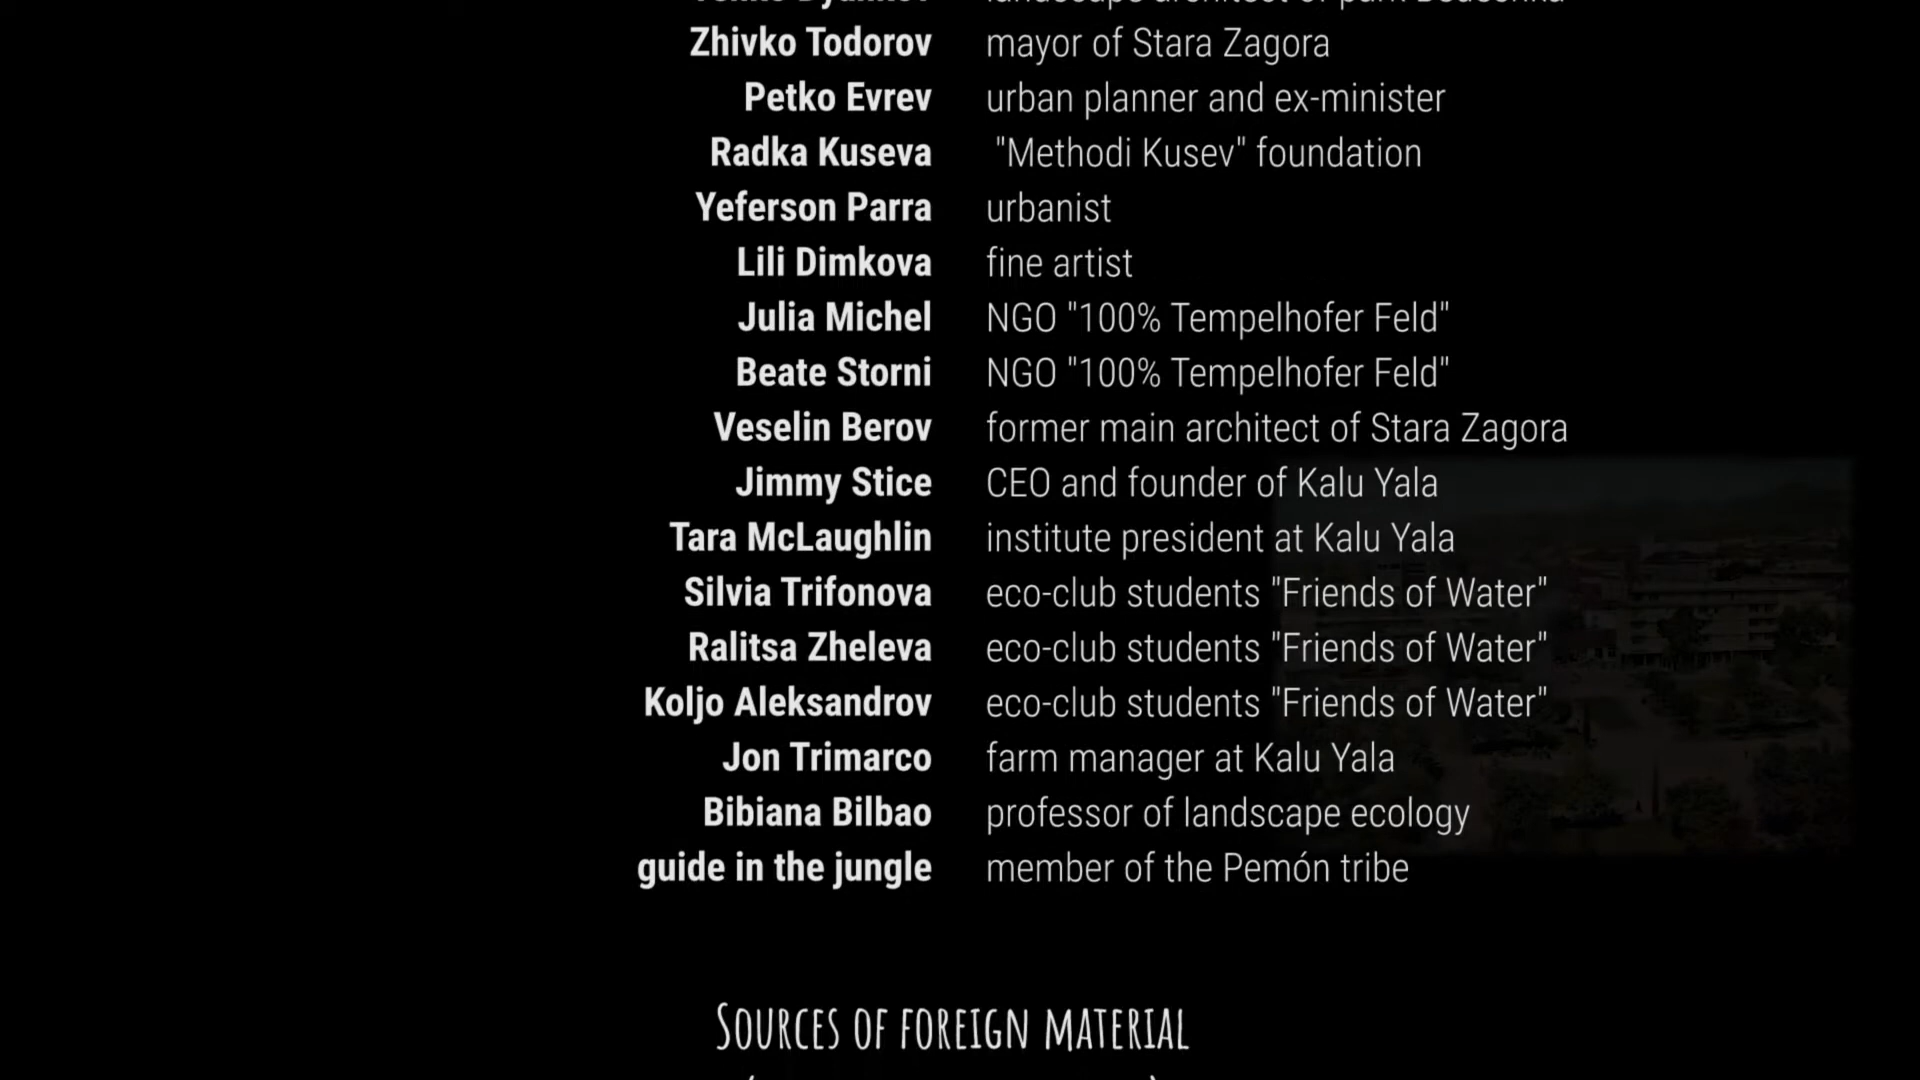 Zhivko Todorov mayor of Stara Zagora
Petko Evrev urban planner and ex-minister
Radka Kuseva "Methodi Kusev" foundation
Yeferson Parra urbanist
Lili Dimkova fine artist
Julia Michel NGO "100% Tempelhofer Feld"
Beate Storni NGO "100% Tempelhofer Feld"
Veselin Berov former main architect of Stara Zagora
Jimmy Stice CEO and founder of Kalu Yala
Tara McLaughlin institute president at Kalu Yala
Silvia Trifonova eco-club students "Friends of Water"
Ralitsa Zheleva eco-club students "Friends of Water"
Koljo Aleksandrov eco-club students "Friends of Water"
Jon Trimarco farm manager at Kalu Yala
Bibiana Bilbao professor of landscape ecology
guide in the jungle member of the Pemón tribe
SOURCES OF FOREIGN MATERIAL